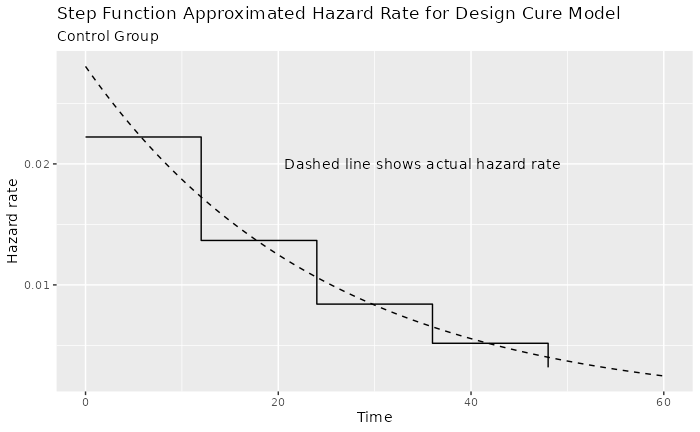 Step Function Approximated Hazard Rate for Design Cure Model
Control Group
Dashed line shows actual hazard rate
Hazard rate
0.02
0.01
0 20 40 60
Time